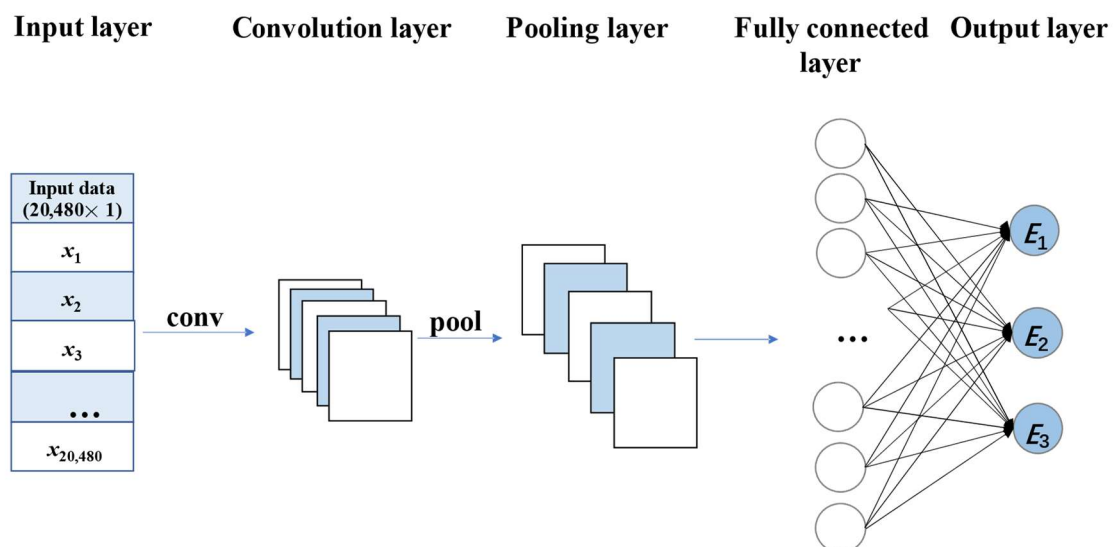 Input layer
Convolution layer
Pooling layer
Fully connected
layer
Output layer
Input data
(20,480× 1)
x1
x2
x3
...
x20,480
conv
pool
...
E1
E2
E3